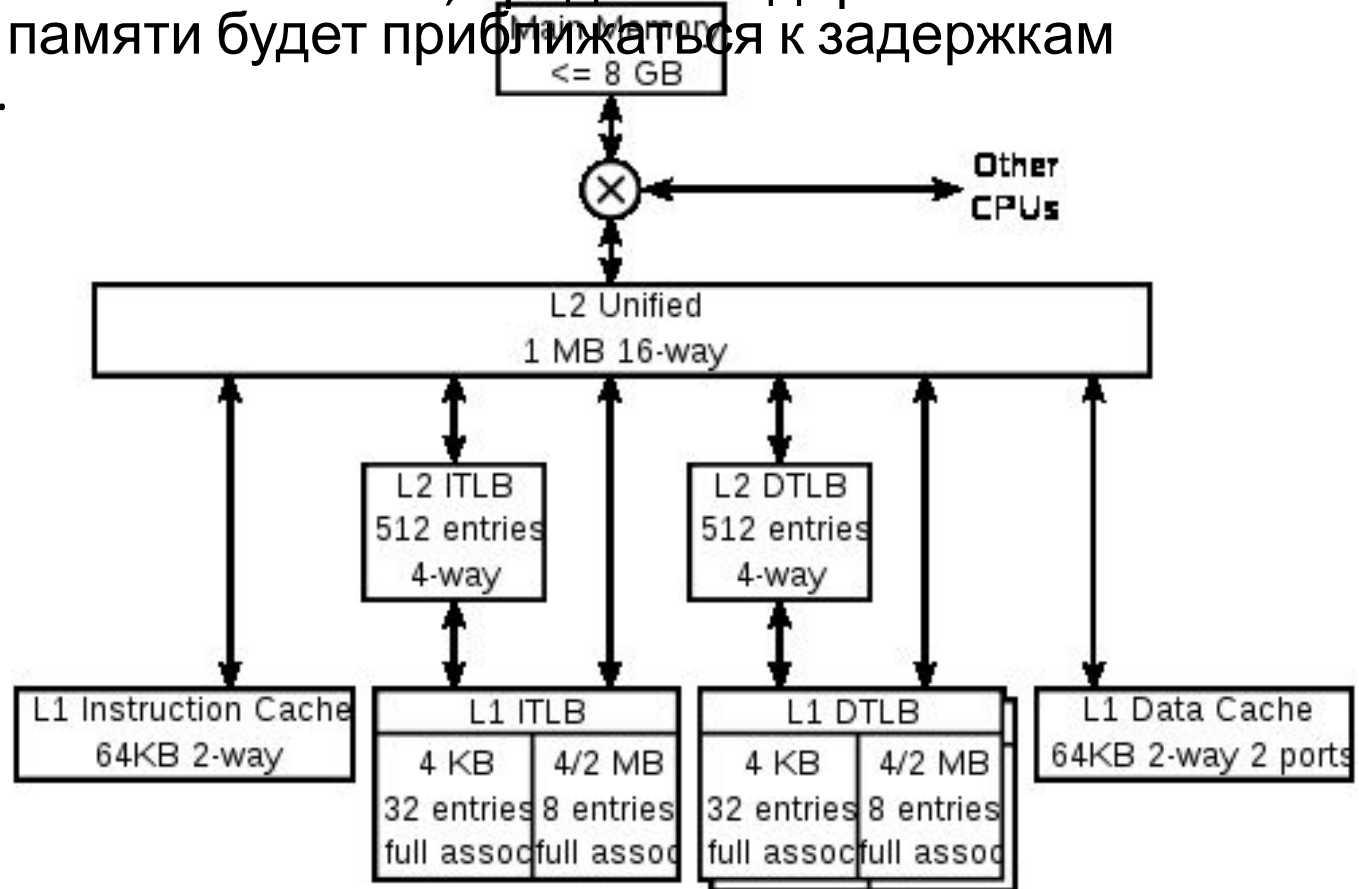 памяти будет приближаться к задержкам
.
Main Memory
<= 8 GB
Other
CPUs
L2 Unified
1 MB 16-way
L2 ITLB
512 entries
4-way
L2 DTLB
512 entries
4-way
L1 Instruction Cache
64KB 2-way
L1 ITLB
4 KB
32 entries
full assoc
4/2 MB
8 entries
full assoc
L1 DTLB
4 KB
32 entries
full assoc
4/2 MB
8 entries
full assoc
L1 Data Cache
64KB 2-way 2 ports